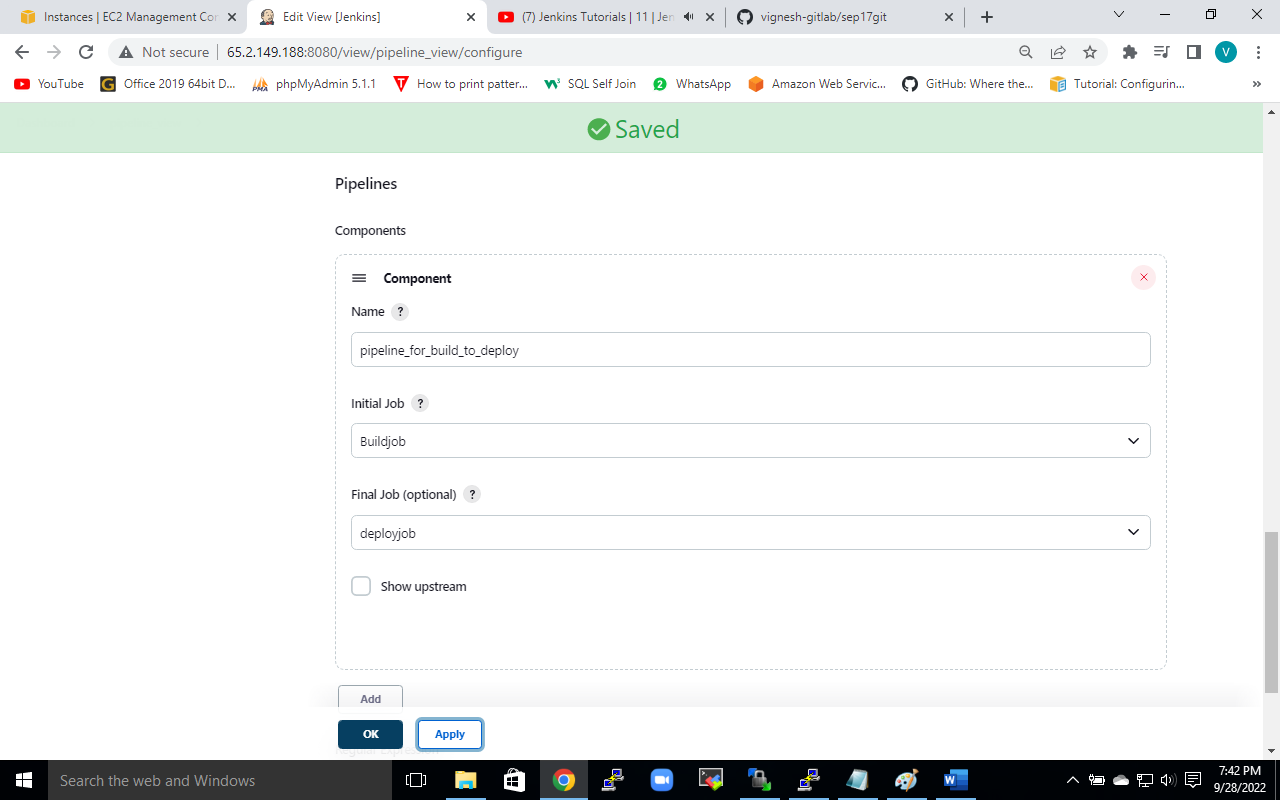 Instances | EC2 Management Con
Edit View [Jenkins]
(7) Jenkins Tutorials | 11 | Jen
vignesh-gitlab/sep17git
Not secure
65.2.149.188:8080/view/pipeline_view/configure
V
YouTube
Office 2019 64bit D...
phpMyAdmin 5.1.1
How to print patter...
SQL Self Join
WhatsApp
Amazon Web Servic...
GitHub: Where the...
Tutorial: Configurin...
»
Saved
Pipelines
Components
Component
Name ?
pipeline_for_build_to_deploy
Initial Job ?
Buildjob
Final Job (optional) ?
deployjob
Show upstream
Add
OK
Apply
Search the web and Windows
7:42 PM
9/28/2022